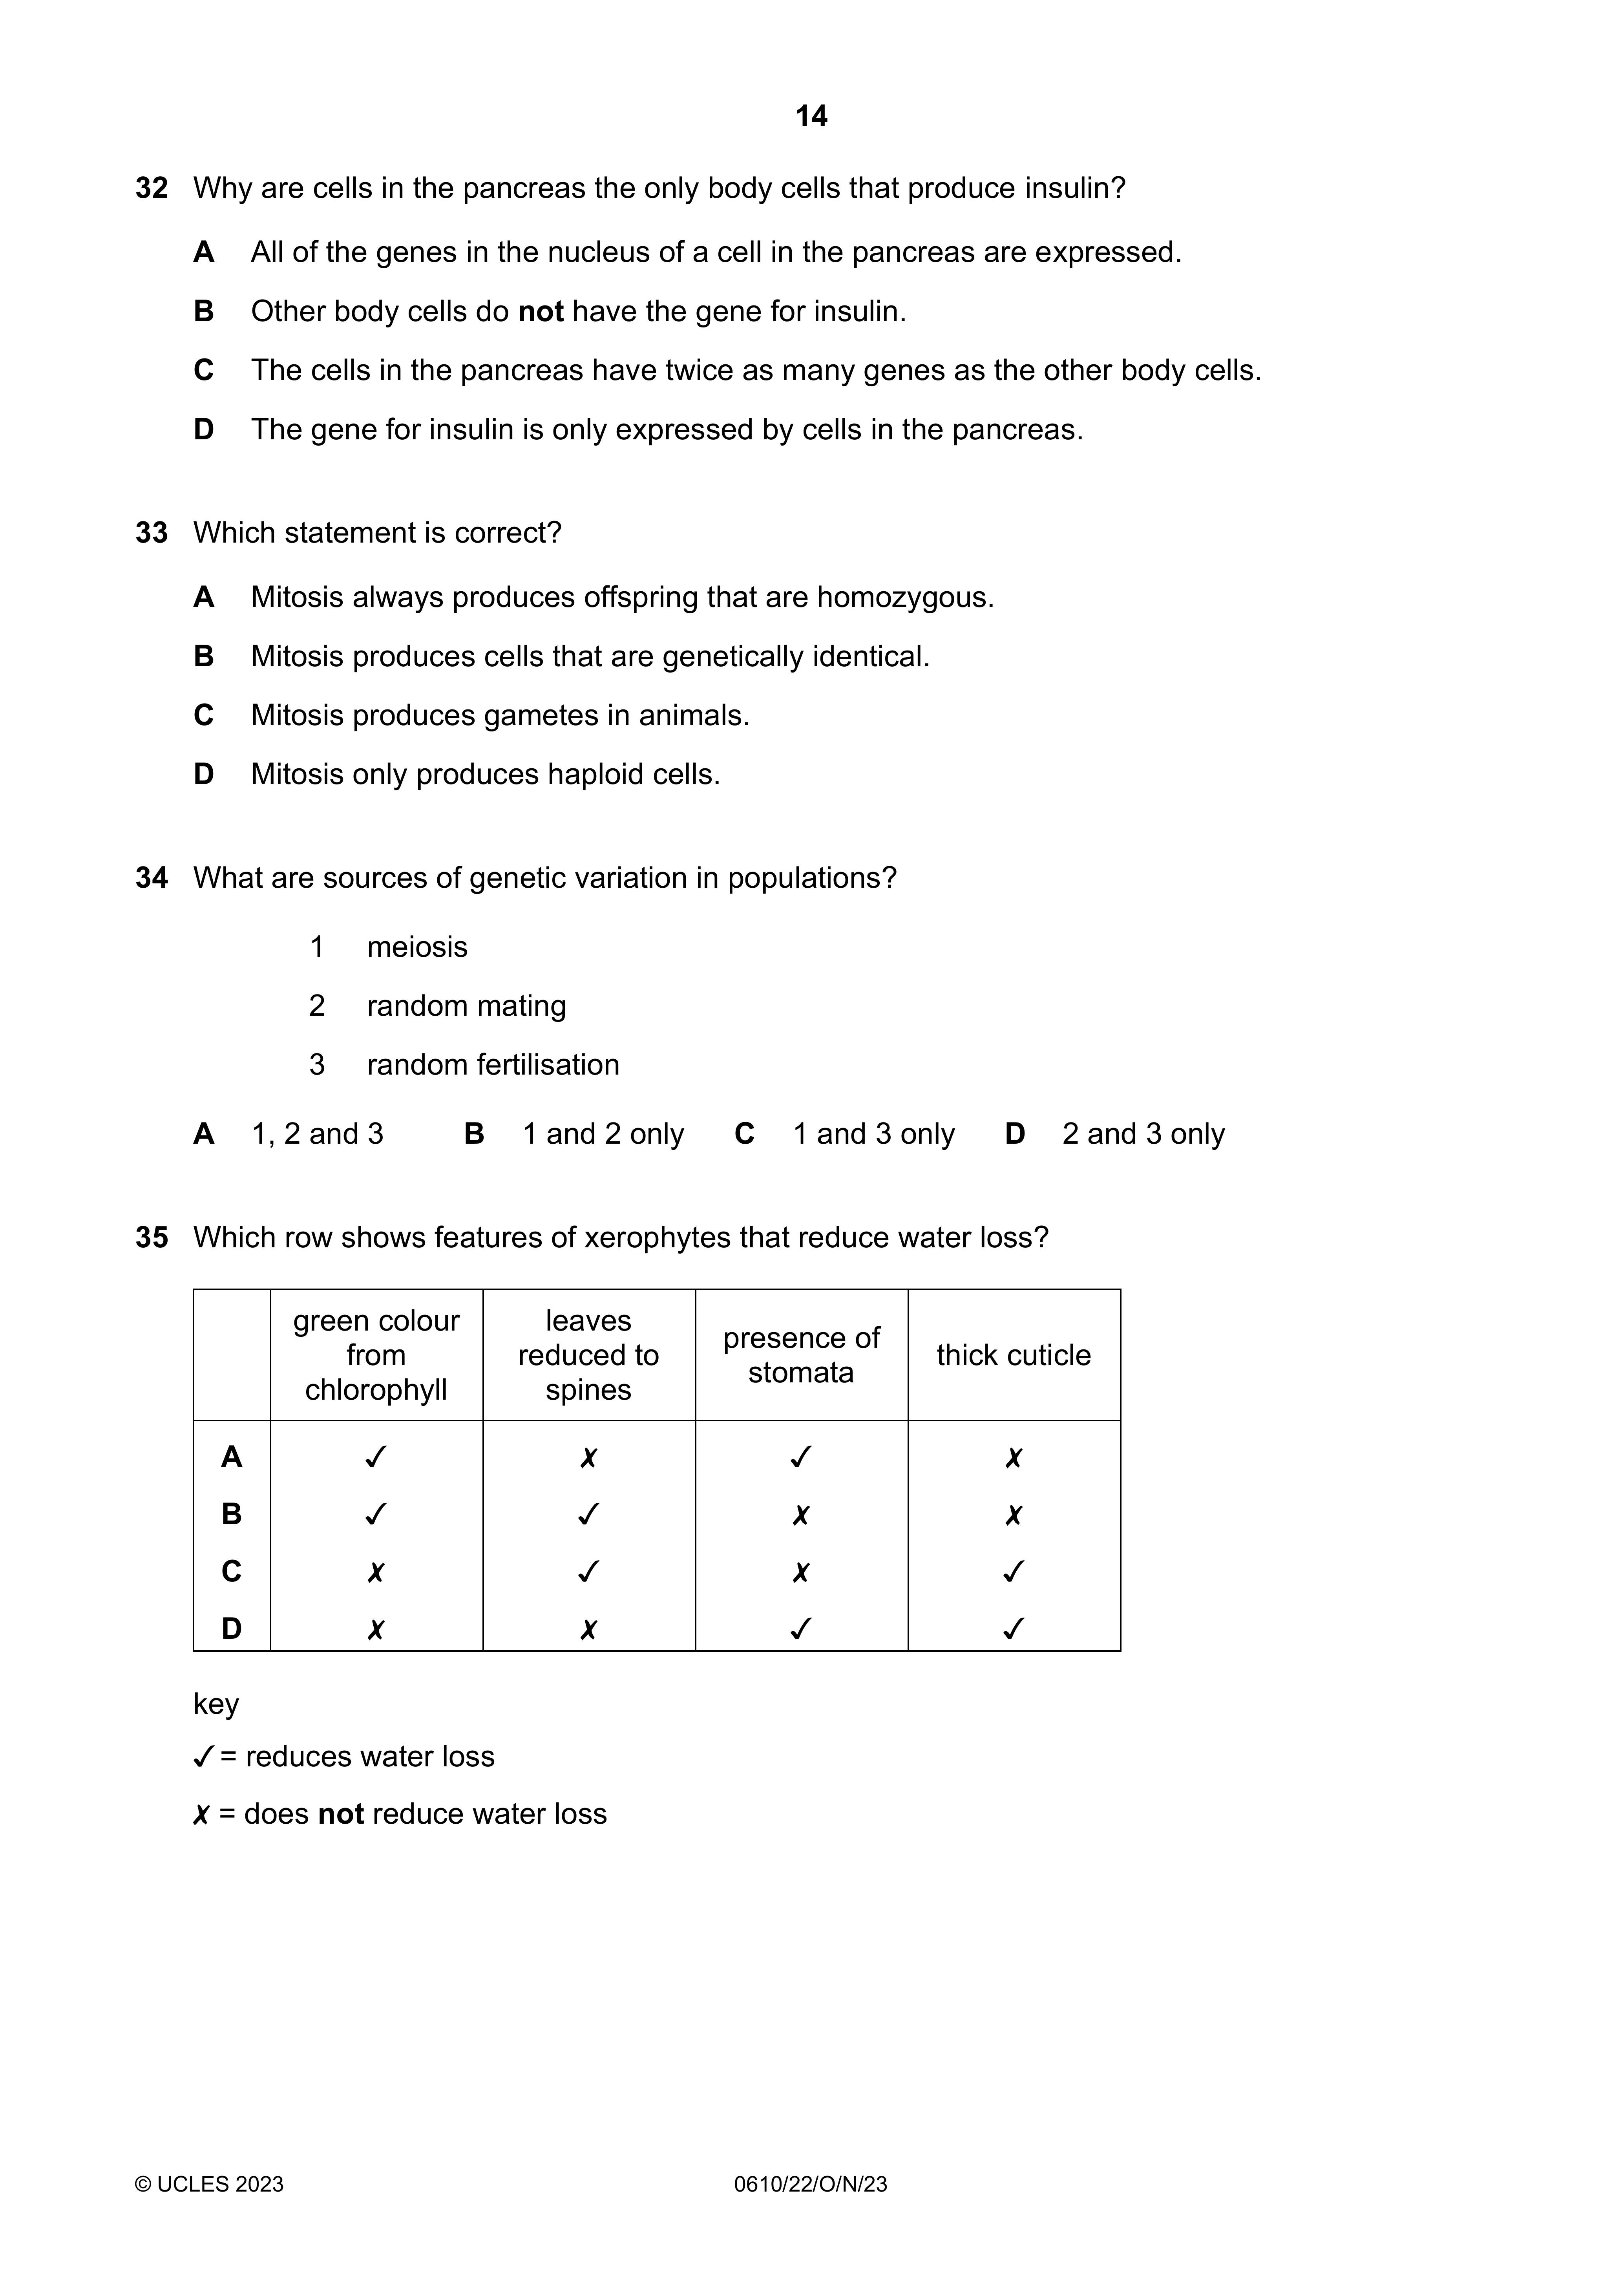 14
32 Why are cells in the pancreas the only body cells that produce insulin?
A All of the genes in the nucleus of a cell in the pancreas are expressed.
B Other body cells do not have the gene for insulin.
C The cells in the pancreas have twice as many genes as the other body cells.
D The gene for insulin is only expressed by cells in the pancreas.
33 Which statement is correct?
A Mitosis always produces offspring that are homozygous.
B Mitosis produces cells that are genetically identical.
C Mitosis produces gametes in animals.
D Mitosis only produces haploid cells.
34 What are sources of genetic variation in populations?
1 meiosis
2 random mating
3 random fertilisation
A 1, 2 and 3 B 1 and 2 only C 1 and 3 only D 2 and 3 only
35 Which row shows features of xerophytes that reduce water loss?
green colour
from
chlorophyll
leaves
reduced to
spines
presence of
stomata
thick cuticle
A ✓ ✗ ✓ ✗
B ✓ ✓ ✗ ✗
C ✗ ✓ ✗ ✓
D ✗ ✗ ✓ ✓
key
✓ = reduces water loss
✗ = does not reduce water loss
© UCLES 2023 0610/22/O/N/23